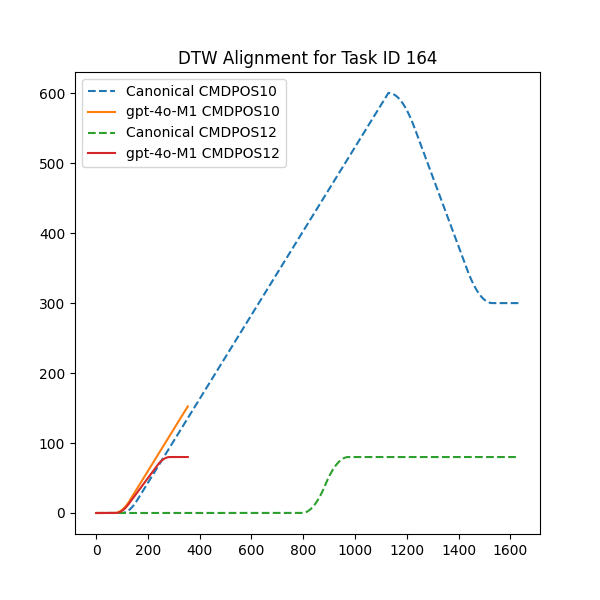 DTW Alignment for Task ID 164
Canonical CMDPOS10
gpt-4o-M1 CMDPOS10
Canonical CMDPOS12
gpt-4o-M1 CMDPOS12
600
500
400
300
200
100
0
0 200 400 600 800 1000 1200 1400 1600